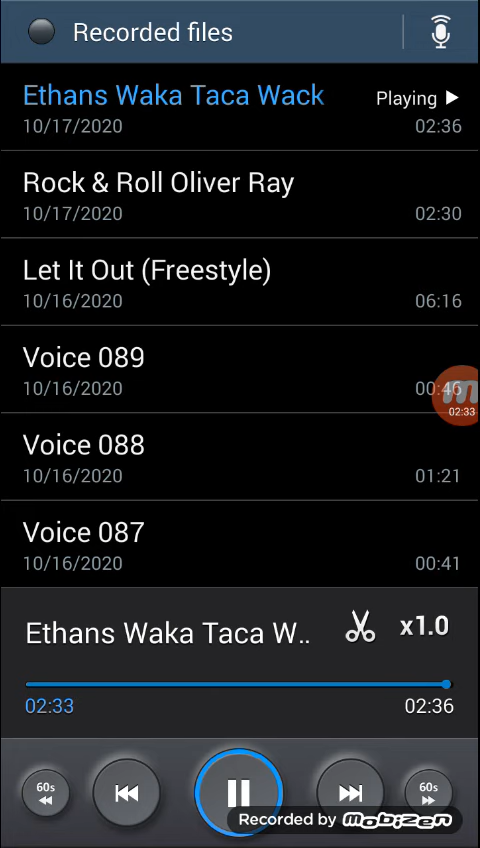 Recorded files
Ethans Waka Taca Wack Playing
10/17/2020 02:36
Rock & Roll Oliver Ray
10/17/2020 02:30
Let It Out (Freestyle)
10/16/2020 06:16
Voice 089
10/16/2020 00:46
02:33
Voice 088
10/16/2020 01:21
Voice 087
10/16/2020 00:41
Ethans Waka Taca W.. x1.0
02:33 02:36
60s 60s
Recorded by Mobizen